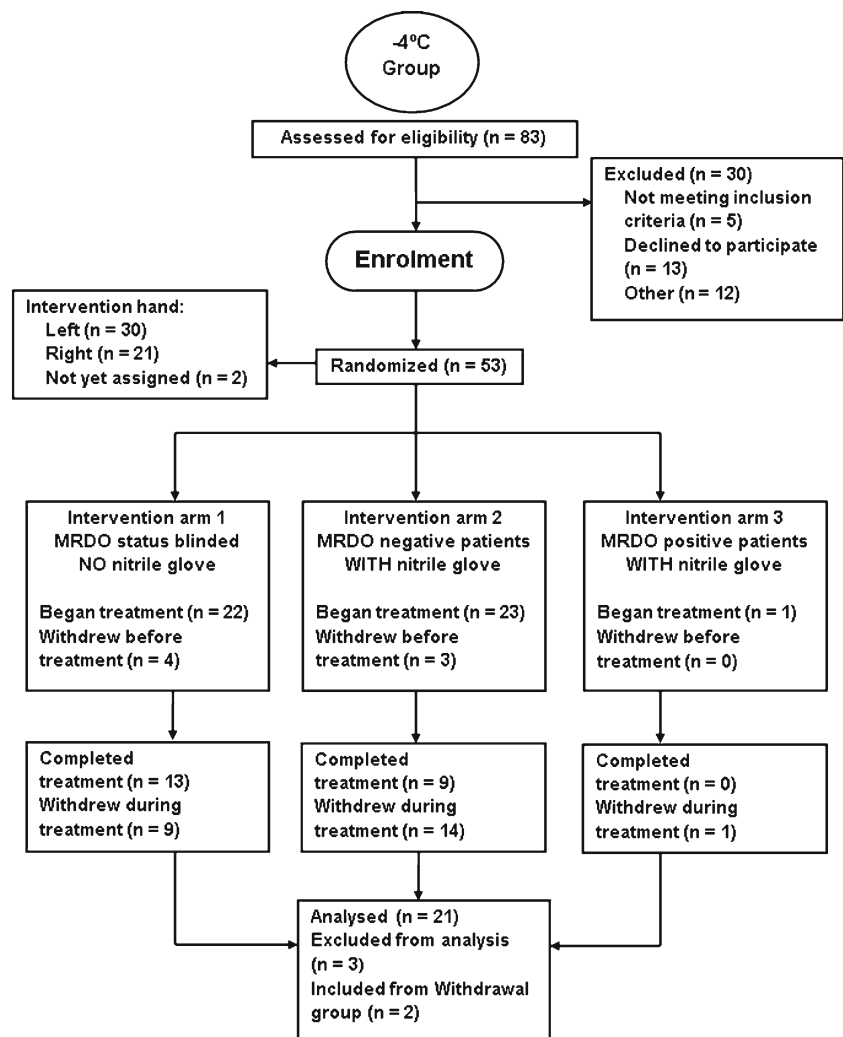 -4ºC
Group
Assessed for eligibility (n = 83)
Excluded (n = 30)
Not meeting inclusion
criteria (n = 5)
Declined to participate
(n = 13)
Other (n = 12)
Enrolment
Intervention hand:
Left (n = 30)
Right (n = 21)
Not yet assigned (n = 2)
Randomized (n = 53)
Intervention arm 1
MRDO status blinded
NO nitrile glove
Began treatment (n = 22)
Withdrew before
treatment (n = 4)
Intervention arm 2
MRDO negative patients
WITH nitrile glove
Began treatment (n = 23)
Withdrew before
treatment (n = 3)
Intervention arm 3
MRDO positive patients
WITH nitrile glove
Began treatment (n = 1)
Withdrew before
treatment (n = 0)
Completed
treatment (n = 13)
Withdrew during
treatment (n = 9)
Completed
treatment (n = 9)
Withdrew during
treatment (n = 14)
Completed
treatment (n = 0)
Withdrew during
treatment (n = 1)
Analysed (n = 21)
Excluded from analysis
(n = 3)
Included from Withdrawal
group (n = 2)